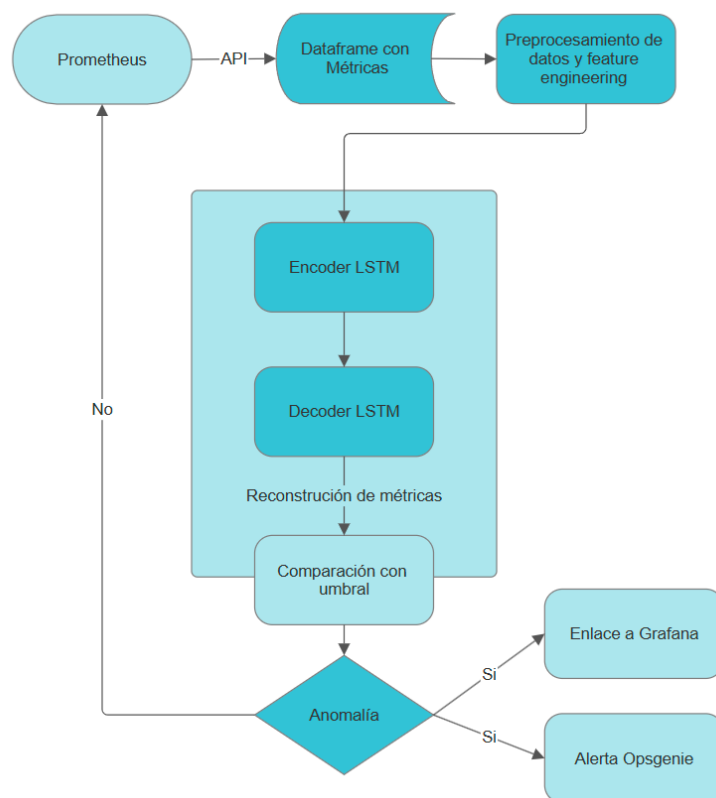 Prometheus
API
Dataframe con
Métricas
Preprocesamiento de
datos y feature
engineering
Encoder LSTM
Decoder LSTM
No
Reconstrución de métricas
Comparación con
umbral
Enlace a Grafana
Si
Anomalía
Si
Alerta Opsgenie